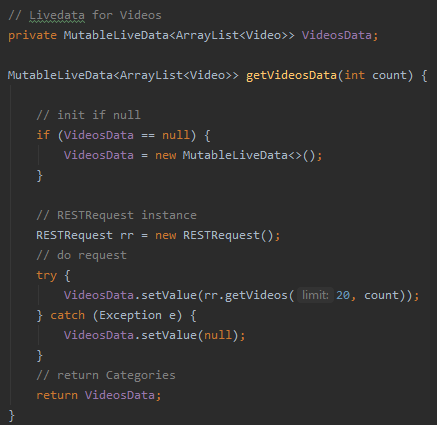 // Livedata for Videos
private MutableLiveData<ArrayList<Video>> VideosData;
MutableLiveData<ArrayList<Video>> getVideosData(int count) {
// init if null
if (VideosData == null) {
VideosData = new MutableLiveData<>();
}
// RESTRequest instance
RESTRequest rr = new RESTRequest();
// do request
try {
VideosData.setValue(rr.getVideos( limit: 20, count));
} catch (Exception e) {
VideosData.setValue(null);
}
// return Categories
return VideosData;
}